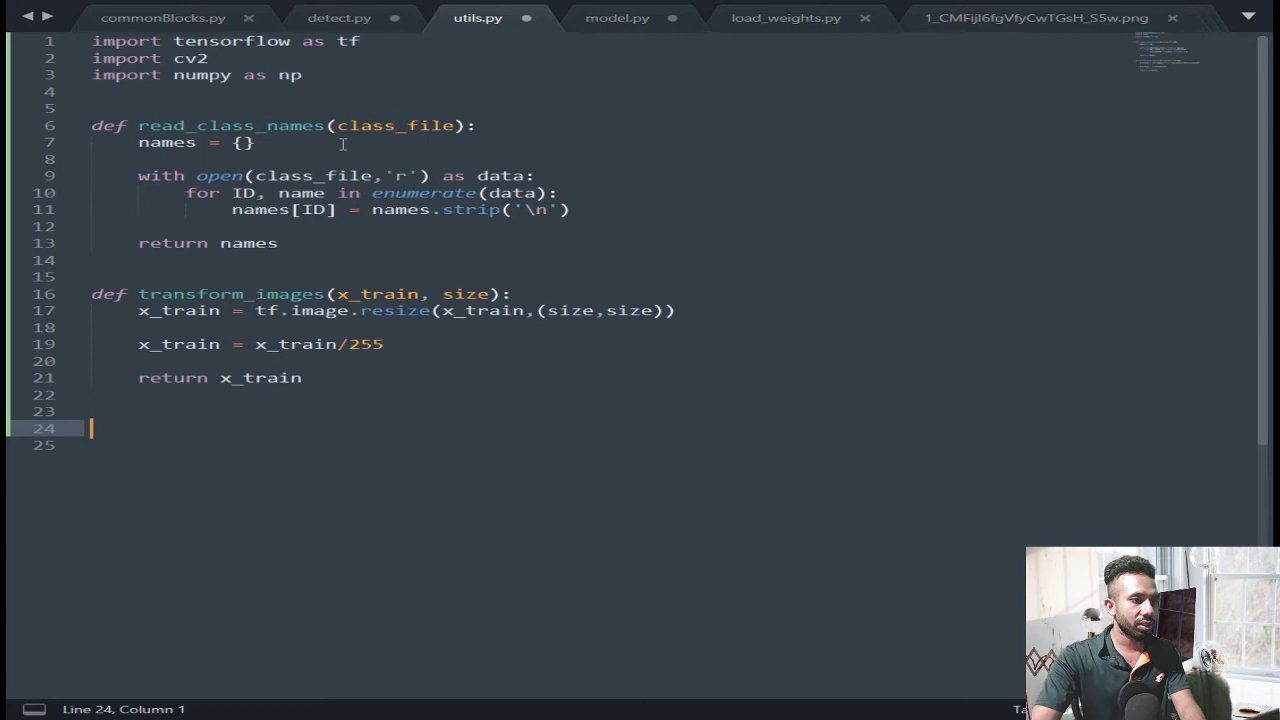 commonBlocks.py detect.py utils.py model.py load_weights.py 1_CMFijI6fgVfyCwTGsH_S5w.png
1 import tensorflow as tf
2 import cv2
3 import numpy as np
4
5
6 def read_class_names(class_file):
7 names = {}
8
9 with open(class_file,'r') as data:
10 for ID, name in enumerate(data):
11 names[ID] = names.strip('\n')
12
13 return names
14
15
16 def transform_images(x_train, size):
17 x_train = tf.image.resize(x_train,(size,size))
18
19 x_train = x_train/255
20
21 return x_train
22
23
24
25
Line 24, Column 1